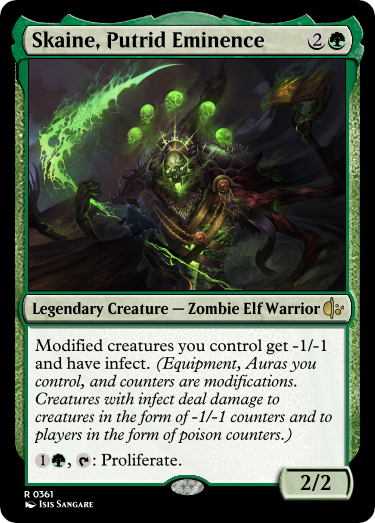 Skaine, Putrid Eminence 2
Legendary Creature — Zombie Elf Warrior
Modified creatures you control get -1/-1
and have infect. (Equipment, Auras you
control, and counters are modifications.
Creatures with infect deal damage to
creatures in the form of -1/-1 counters and to
players in the form of poison counters.)
1, : Proliferate.
2/2
R 0361
Isis Sangare